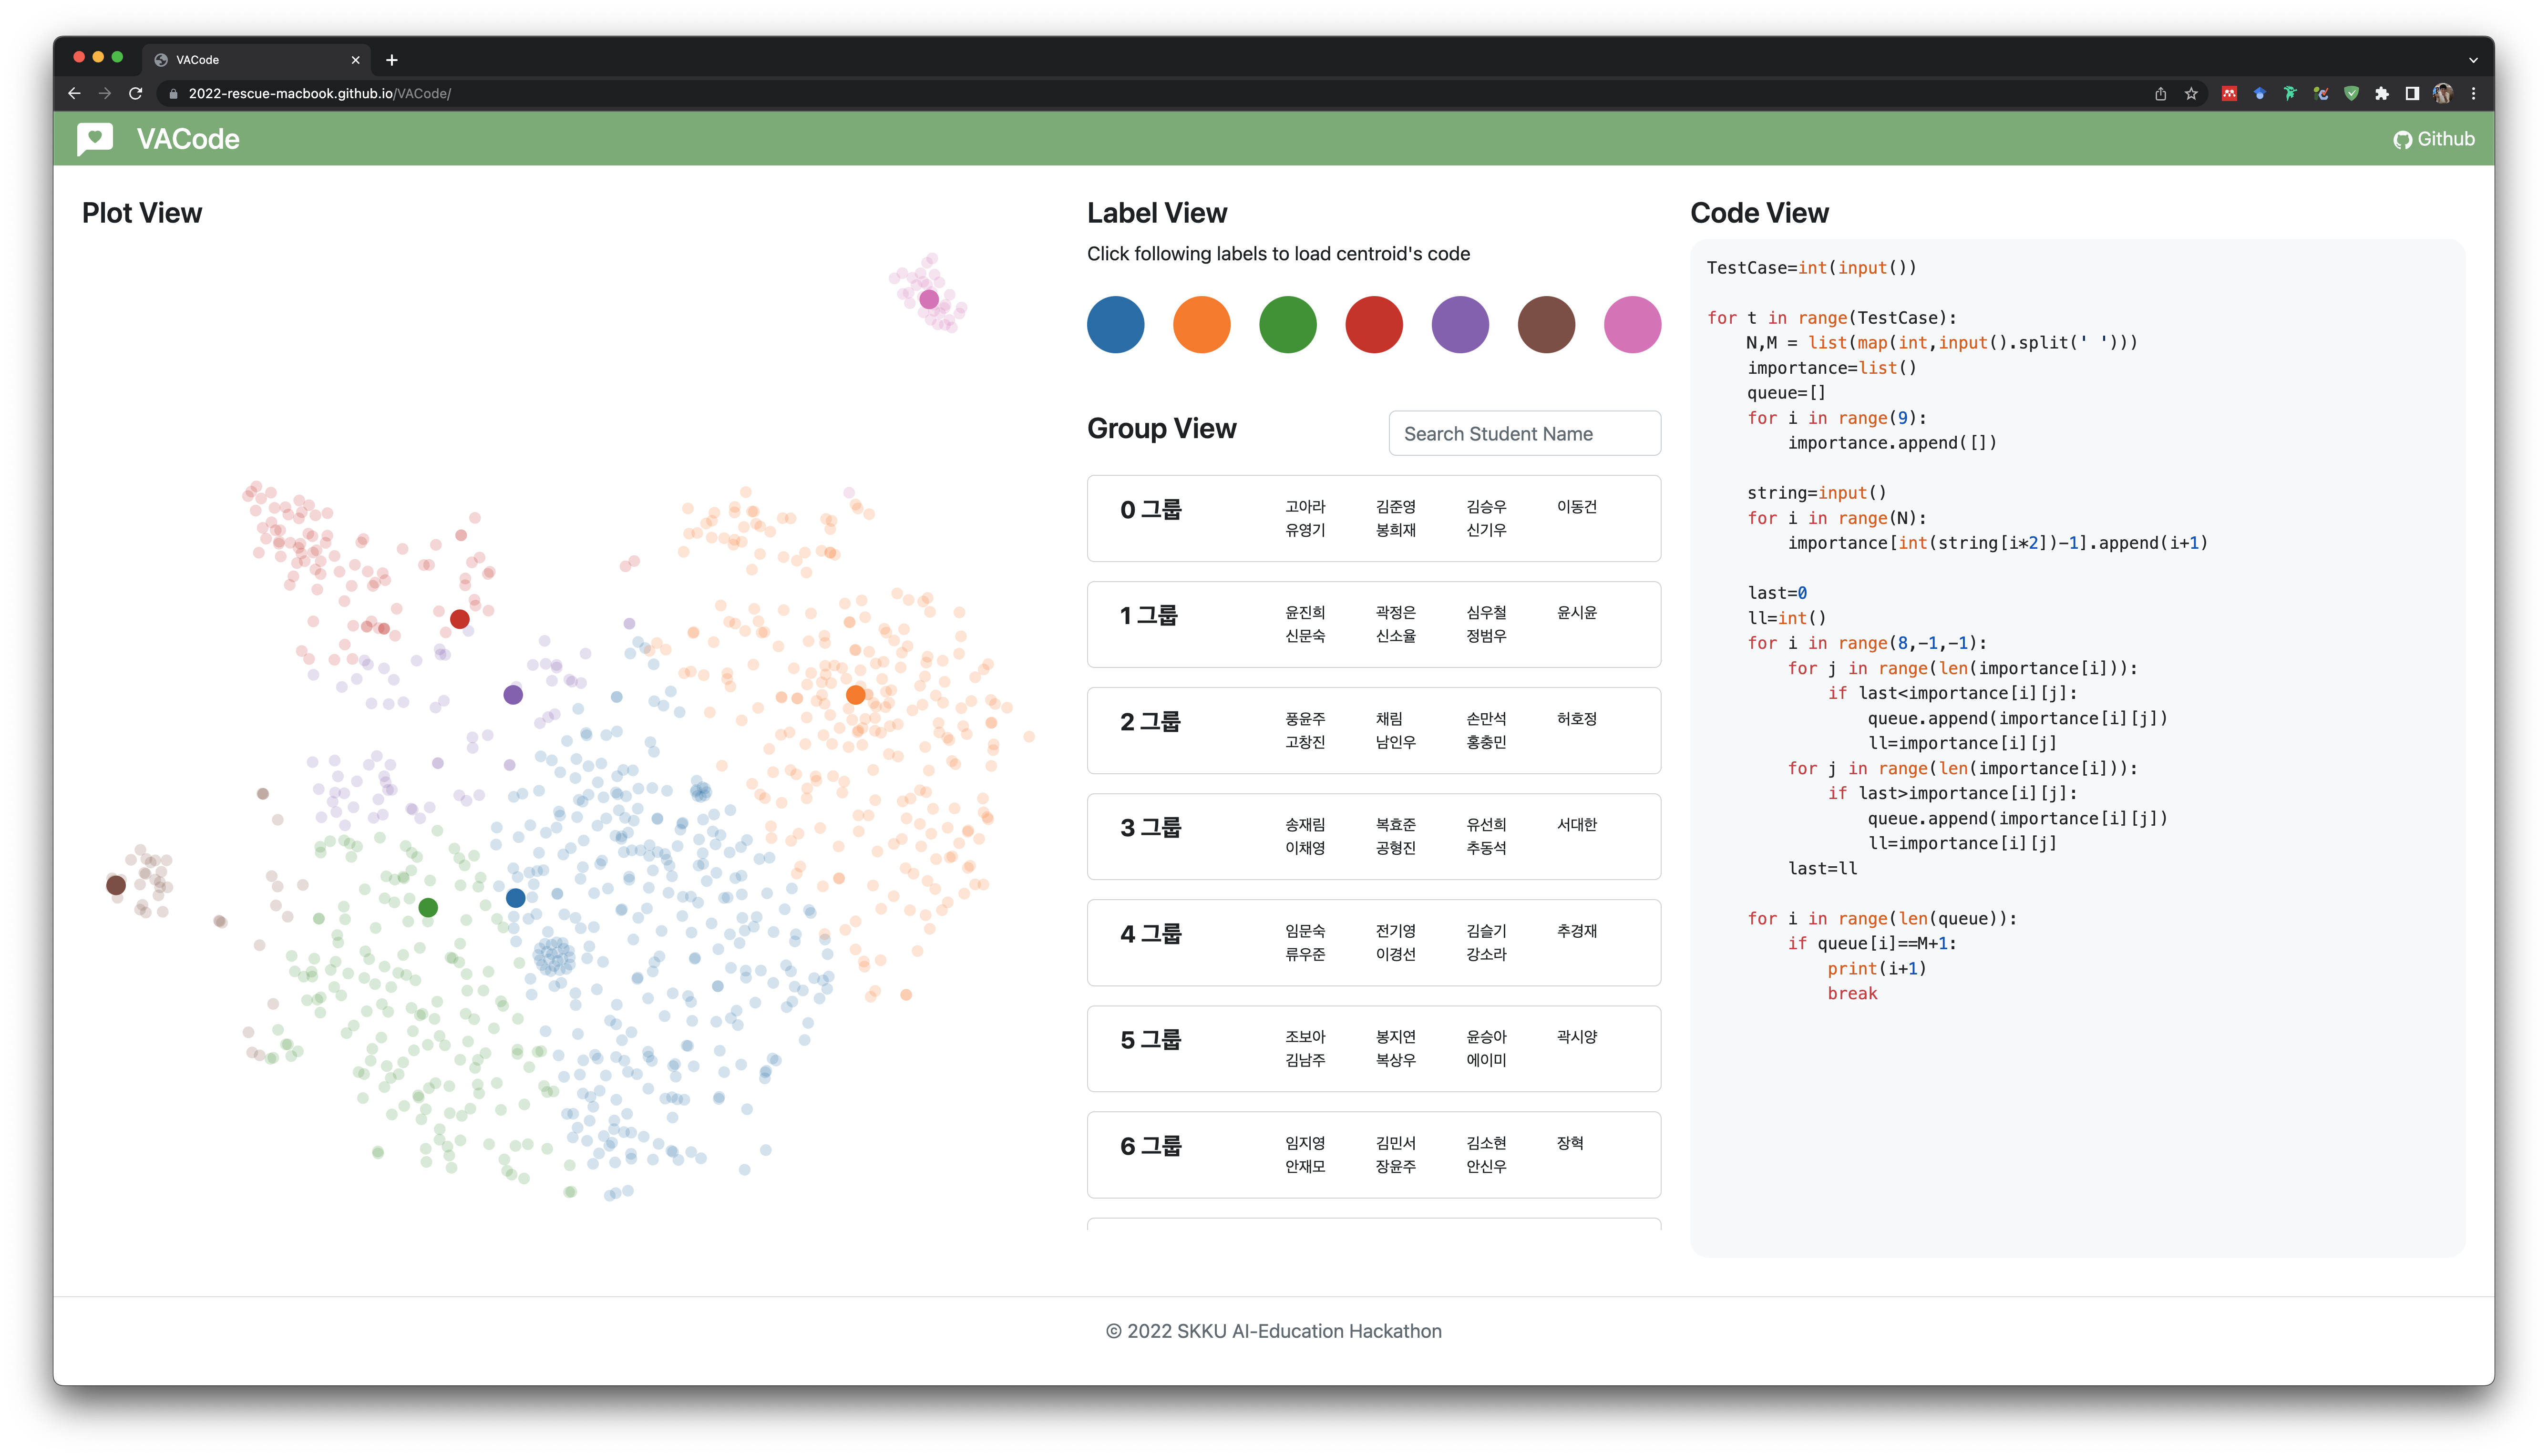 VACode
2022-rescue-macbook.github.io/VACode/
VACode
Github
Plot View
Label View
Click following labels to load centroid's code
Group View
Search Student Name
0 그룹
고아라 김준영 김승우 이동건
유영기 봉희재 신기우
1 그룹
윤진희 곽정은 심우철 윤시윤
신문숙 신소율 정범우
2 그룹
풍윤주 채림 손만석 허호정
고창진 남인우 홍충민
3 그룹
송재림 복효준 유선희 서대한
이채영 공형진 추동석
4 그룹
임문숙 전기영 김슬기 추경재
류우준 이경선 강소라
5 그룹
조보아 봉지연 윤승아 곽시양
김남주 복상우 에이미
6 그룹
임지영 김민서 김소현 장혁
안재모 장윤주 안신우
Code View
TestCase=int(input())
for t in range(TestCase):
    N,M = list(map(int,input().split(' ')))
    importance=list()
    queue=[]
    for i in range(9):
        importance.append([])
    string=input()
    for i in range(N):
        importance[int(string[i*2])-1].append(i+1)
    last=0
    ll=int()
    for i in range(8,-1,-1):
        for j in range(len(importance[i])):
            if last<importance[i][j]:
                queue.append(importance[i][j])
                ll=importance[i][j]
        for j in range(len(importance[i])):
            if last>importance[i][j]:
                queue.append(importance[i][j])
                ll=importance[i][j]
        last=ll
    for i in range(len(queue)):
        if queue[i]==M+1:
            print(i+1)
            break
© 2022 SKKU AI-Education Hackathon